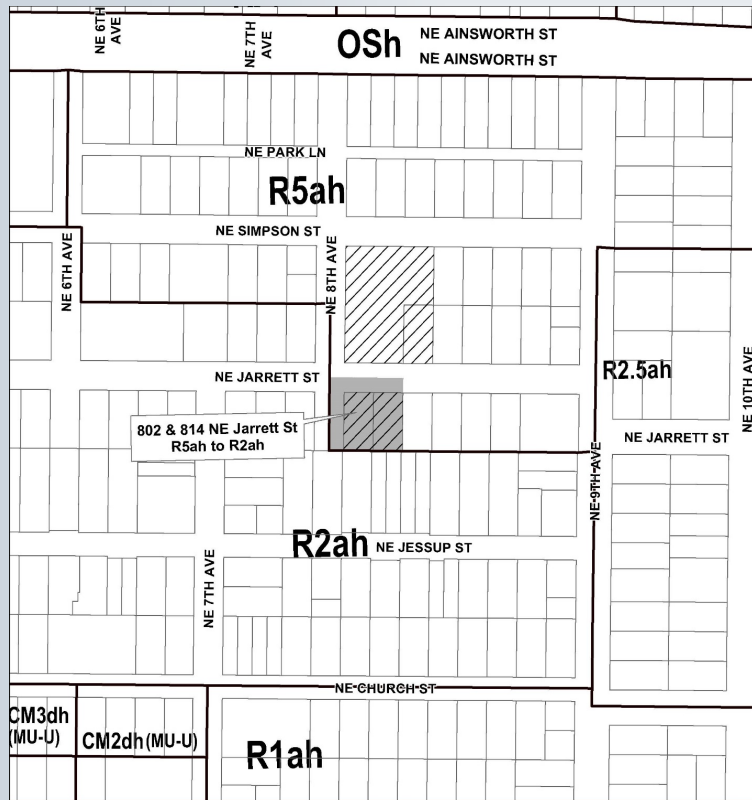 NE 6TH
AVE
NE 7TH
AVE
OSh
NE AINSWORTH ST
NE AINSWORTH ST
NE PARK LN
R5ah
NE SIMPSON ST
NE 6TH AVE
NE 8TH AVE
NE JARRETT ST
R2.5ah
NE 10TH AVE
802 & 814 NE Jarrett St
R5ah to R2ah
NE JARRETT ST
NE 9TH AVE
R2ah
NE JESSUP ST
NE 7TH AVE
NE CHURCH ST
CM3dh
(MU-U)
CM2dh (MU-U)
R1ah